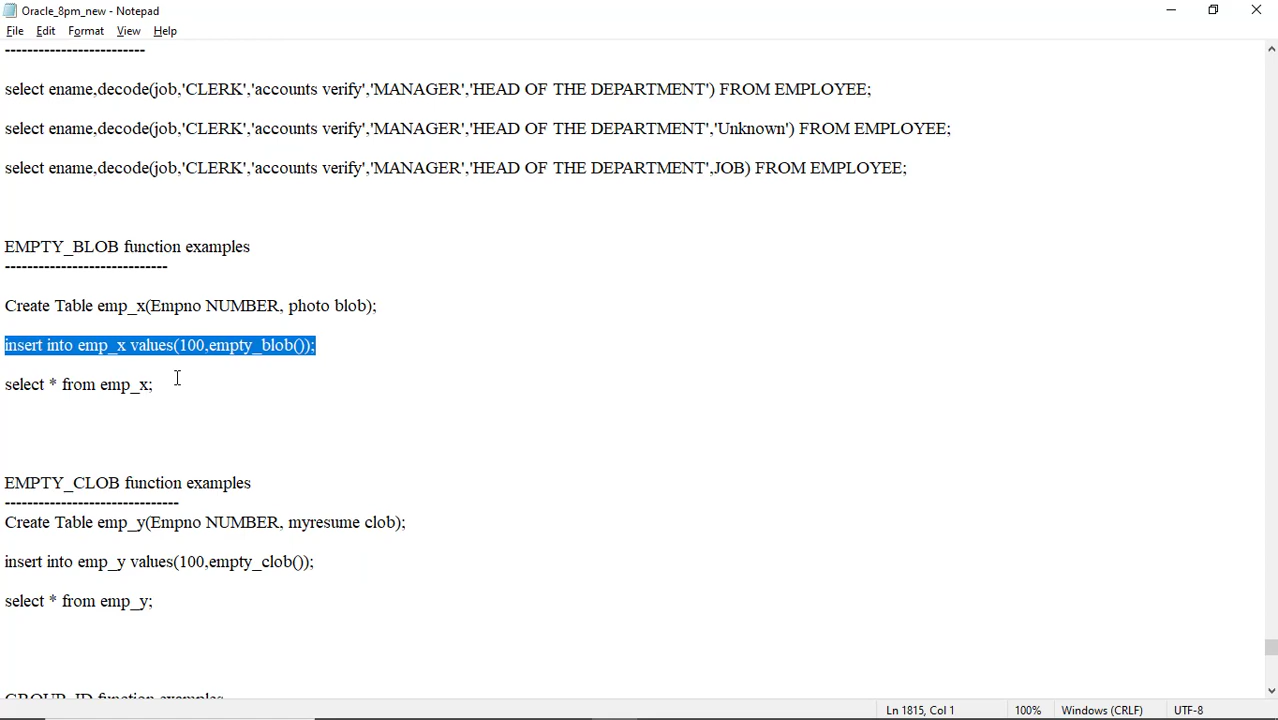 Oracle_8pm_new - Notepad
File Edit Format View Help
-------------------------
select ename,decode(job,'CLERK','accounts verify','MANAGER','HEAD OF THE DEPARTMENT') FROM EMPLOYEE;
select ename,decode(job,'CLERK','accounts verify','MANAGER','HEAD OF THE DEPARTMENT','Unknown') FROM EMPLOYEE;
select ename,decode(job,'CLERK','accounts verify','MANAGER','HEAD OF THE DEPARTMENT',JOB) FROM EMPLOYEE;
EMPTY_BLOB function examples
-----------------------------
Create Table emp_x(Empno NUMBER, photo blob);
insert into emp_x values(100,empty_blob());
select * from emp_x;
EMPTY_CLOB function examples
-------------------------------
Create Table emp_y(Empno NUMBER, myresume clob);
insert into emp_y values(100,empty_clob());
select * from emp_y;
GROUP_ID function examples
Ln 1815, Col 1 100% Windows (CRLF) UTF-8